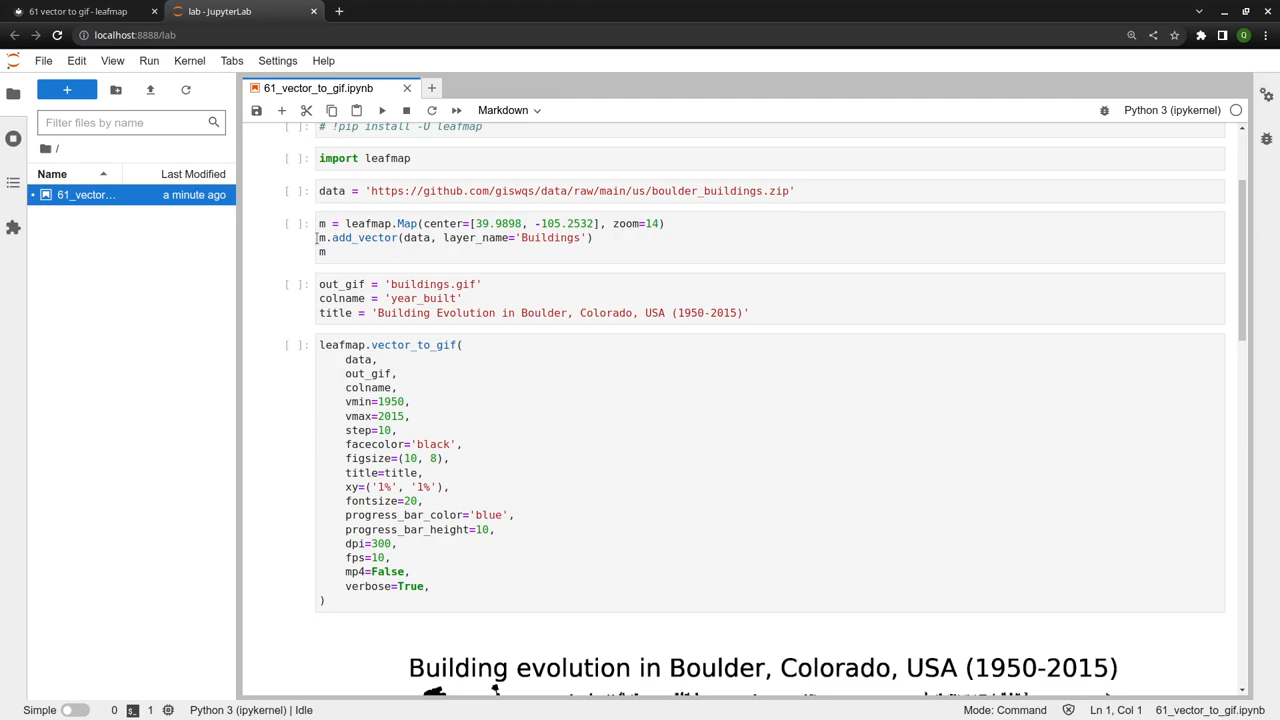 61 vector to gif - leafmap
lab - JupyterLab
localhost:8888/lab
Q
File Edit View Run Kernel Tabs Settings Help
61_vector_to_gif.ipynb
Markdown
Python 3 (ipykernel)
Filter files by name
/
Name
Last Modified
61_vector...
a minute ago
[ ]:
# !pip install -U leafmap
[ ]:
import leafmap
[ ]:
data = 'https://github.com/giswqs/data/raw/main/us/boulder_buildings.zip'
[ ]:
m = leafmap.Map(center=[39.9898, -105.2532], zoom=14)
m.add_vector(data, layer_name='Buildings')
m
[ ]:
out_gif = 'buildings.gif'
colname = 'year_built'
title = 'Building Evolution in Boulder, Colorado, USA (1950-2015)'
[ ]:
leafmap.vector_to_gif(
data,
out_gif,
colname,
vmin=1950,
vmax=2015,
step=10,
facecolor='black',
figsize=(10, 8),
title=title,
xy=('1%', '1%'),
fontsize=20,
progress_bar_color='blue',
progress_bar_height=10,
dpi=300,
fps=10,
mp4=False,
verbose=True,
)
Building evolution in Boulder, Colorado, USA (1950-2015)
Simple
0
1
Python 3 (ipykernel) | Idle
Mode: Command
Ln 1, Col 1
61_vector_to_gif.ipynb